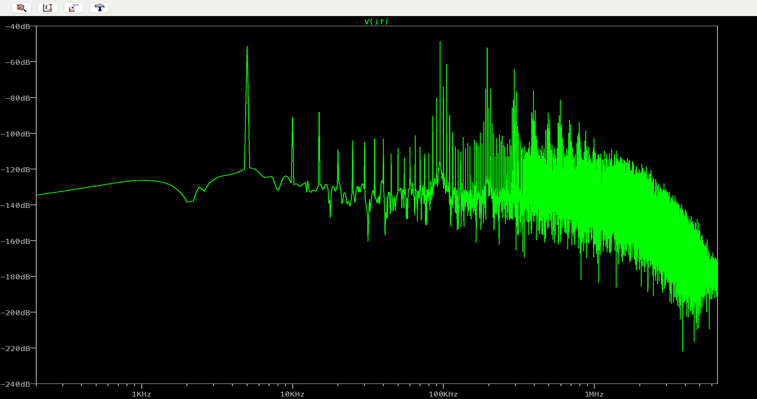 V(if)
-40dB
-60dB
-80dB
-100dB
-120dB
-140dB
-160dB
-180dB
-200dB
-220dB
-240dB
1KHz 10KHz 100KHz 1MHz